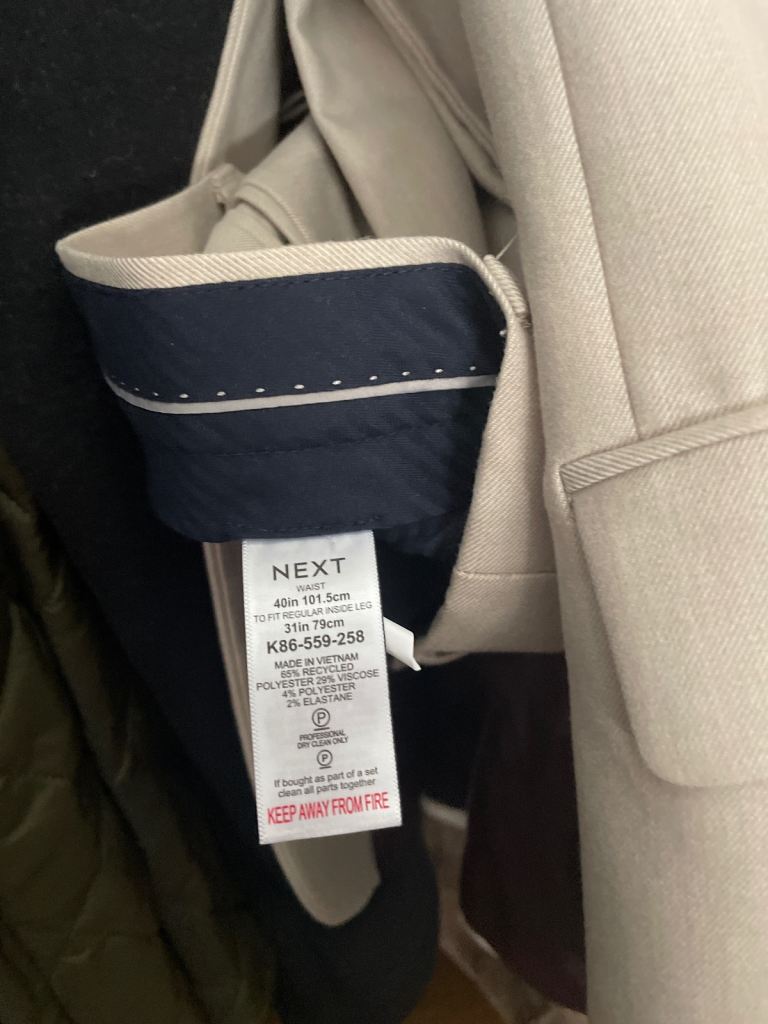 NEXT
WAIST
40in 101.5cm
TO FIT REGULAR INSIDE LEG
31in 79cm
K86-559-258
MADE IN VIETNAM
65% RECYCLED
POLYESTER 29% VISCOSE
4% POLYESTER
2% ELASTANE
P
PROFESSIONAL
DRY CLEAN ONLY
P
If bought as part of a set
clean all parts together
KEEP AWAY FROM FIRE